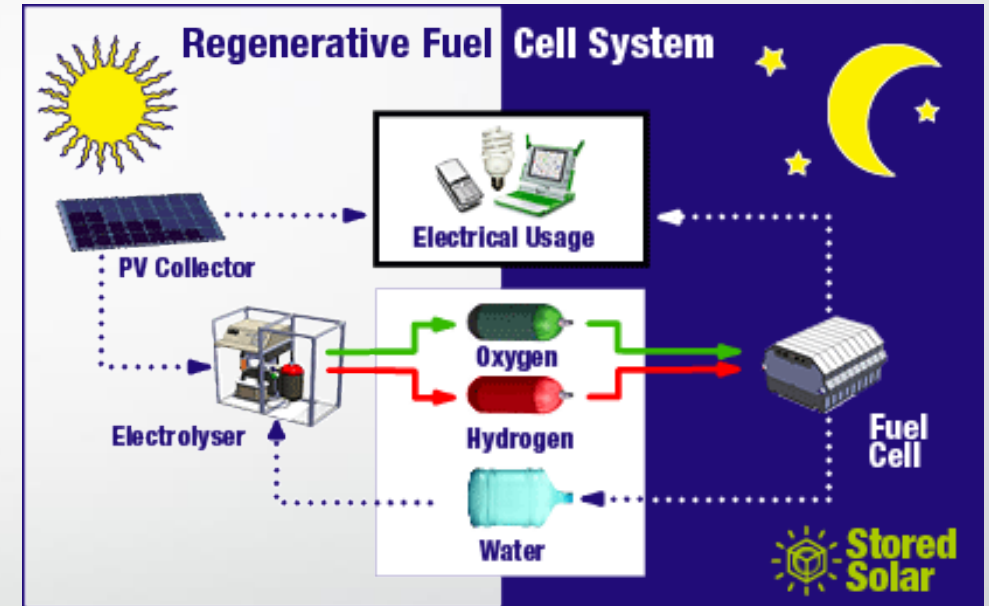 Regenerative Fuel Cell System
Electrical Usage
PV Collector
Oxygen
Electrolyser
Hydrogen
Fuel
Cell
Water
Stored
Solar